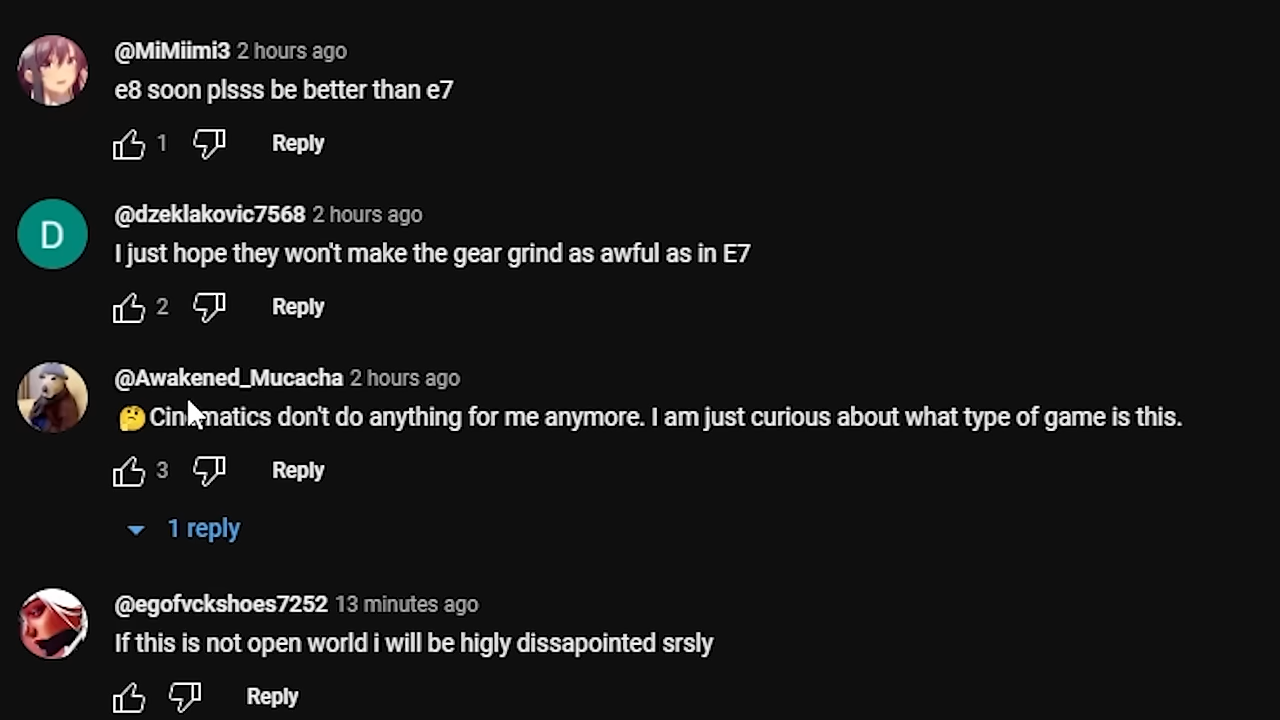 @MiMiimi3 2 hours ago
e8 soon plsss be better than e7
1 Reply
D
@dzeklakovic7568 2 hours ago
I just hope they won't make the gear grind as awful as in E7
2 Reply
@Awakened_Mucacha 2 hours ago
🤔Cinematics don't do anything for me anymore. I am just curious about what type of game is this.
3 Reply
1 reply
@egofvckshoes7252 13 minutes ago
If this is not open world i will be higly dissapointed srsly
Reply